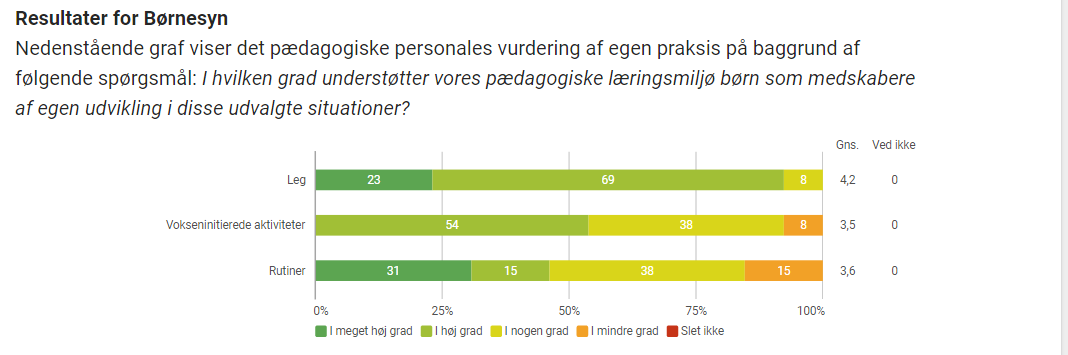 Resultater for Børnesyn
Nedenstående graf viser det pædagogiske personales vurdering af egen praksis på baggrund af
følgende spørgsmål: I hvilken grad understøtter vores pædagogiske læringsmiljø børn som medskabere
af egen udvikling i disse udvalgte situationer?
Gns. Ved ikke
Leg 23 69 8 4,2 0
Vokseninitierede aktiviteter 54 38 8 3,5 0
Rutiner 31 15 38 15 3,6 0
0% 25% 50% 75% 100%
I meget høj grad I høj grad I nogen grad I mindre grad Slet ikke